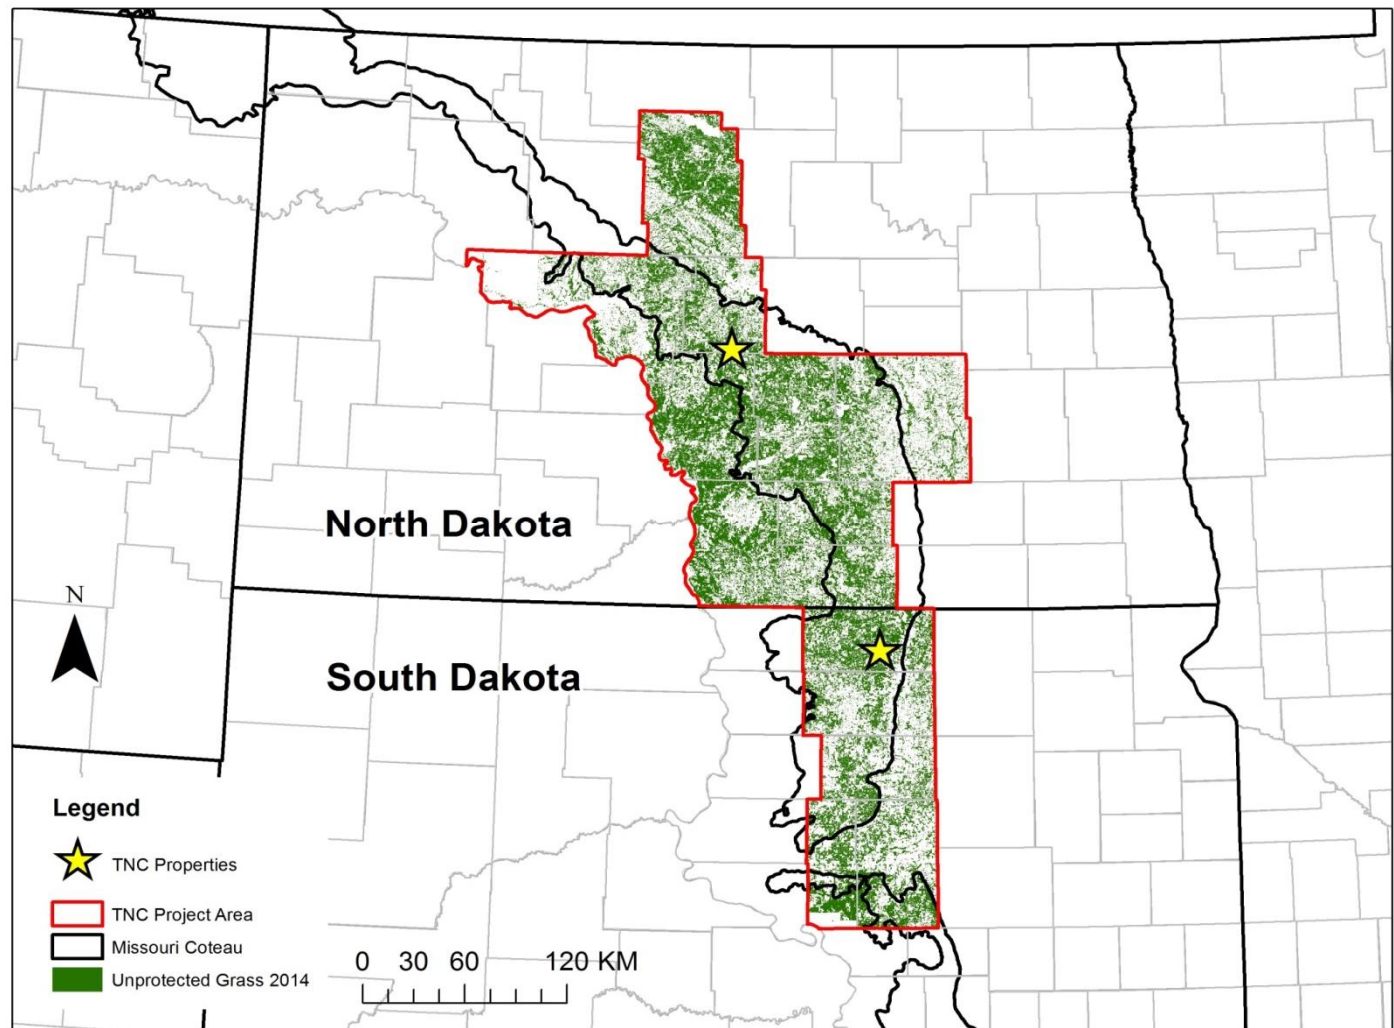 North Dakota
N
South Dakota
Legend
TNC Properties
TNC Project Area
Missouri Coteau
Unprotected Grass 2014
0 30 60 120 KM